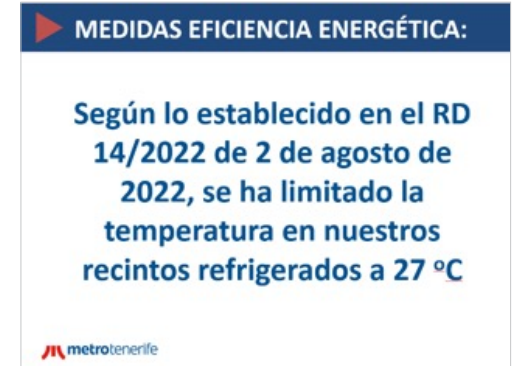 MEDIDAS EFICIENCIA ENERGÉTICA:
Según lo establecido en el RD
14/2022 de 2 de agosto de
2022, se ha limitado la
temperatura en nuestros
recintos refrigerados a 27 ºC
metrotenerife